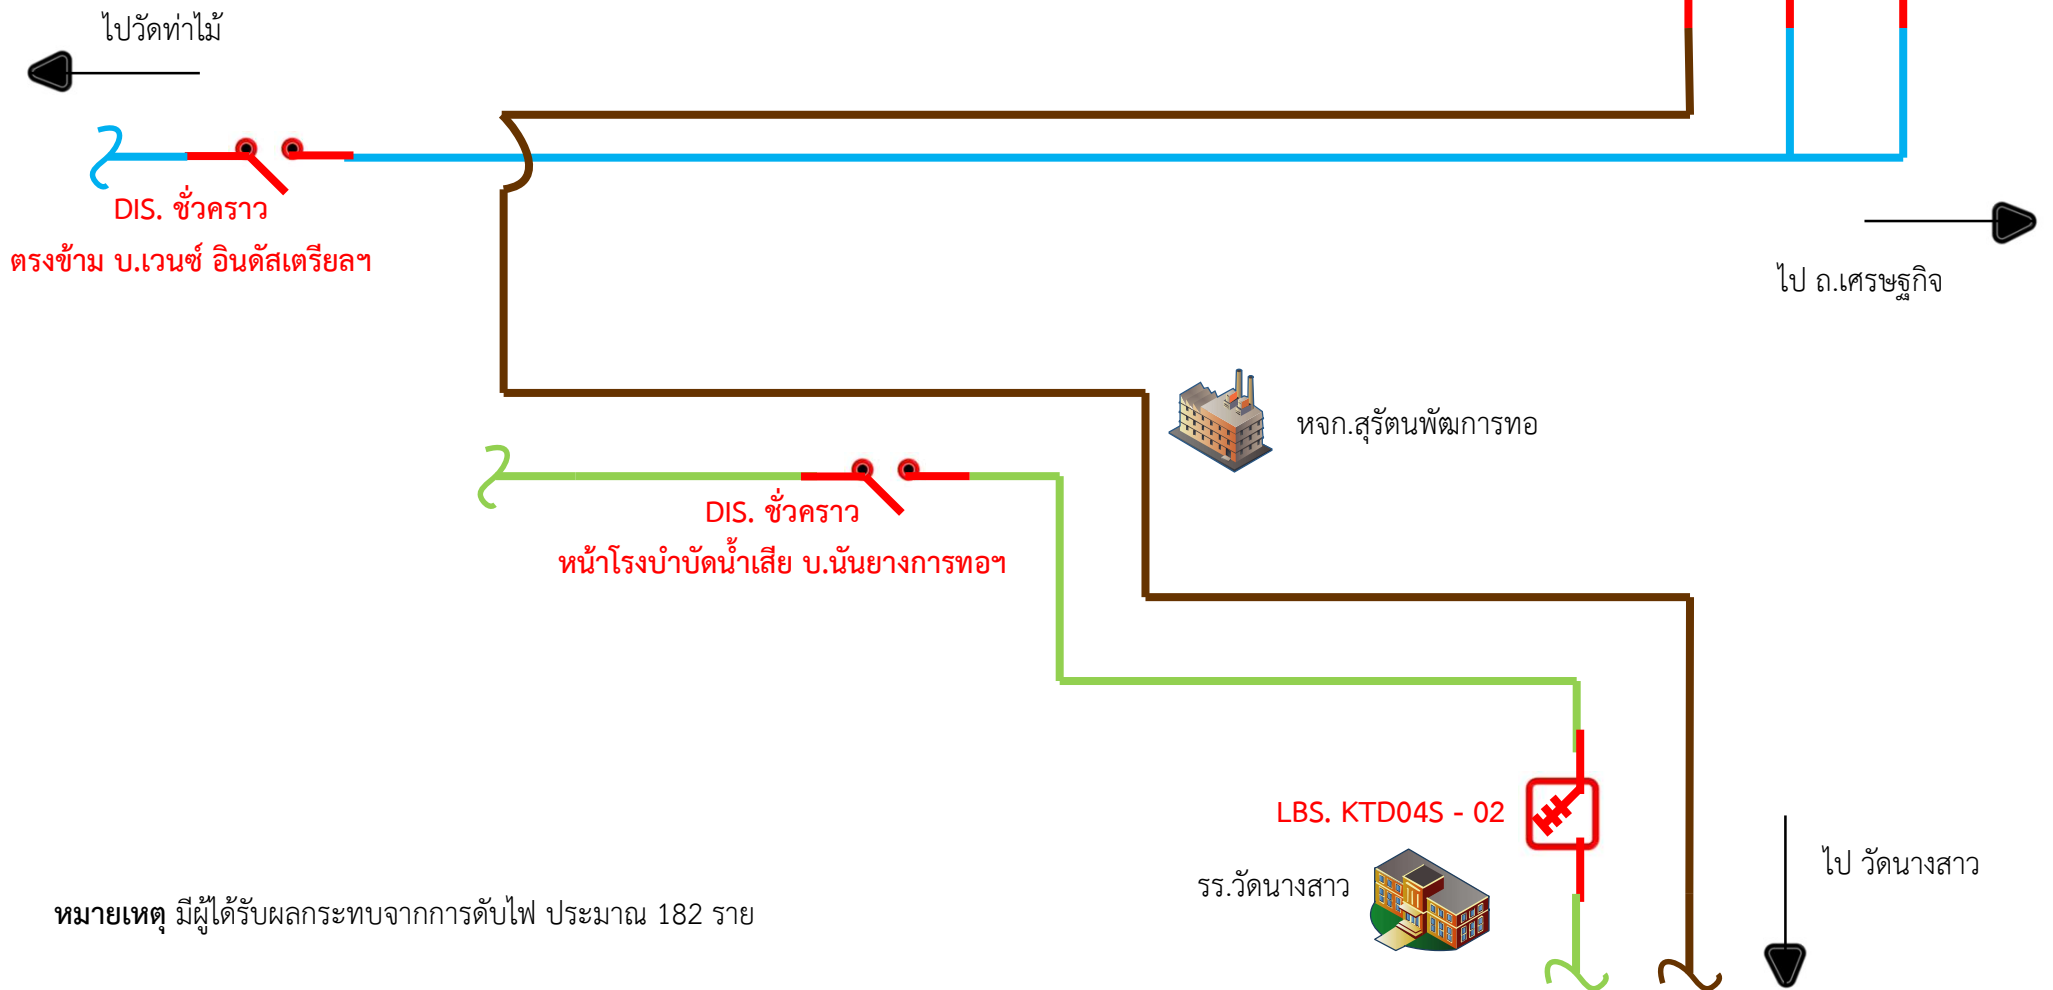 ไปวัดท่าไม้
DIS. ชั่วคราว
ตรงข้าม บ.เวนซ์ อินดัสเตรียลฯ
ไป ถ.เศรษฐกิจ
หจก.สุรัตนพัฒการทอ
DIS. ชั่วคราว
หน้าโรงบำบัดน้ำเสีย บ.นันยางการทอฯ
LBS. KTD04S - 02
รร.วัดนางสาว
ไป วัดนางสาว
หมายเหตุ มีผู้ได้รับผลกระทบจากการดับไฟ ประมาณ 182 ราย